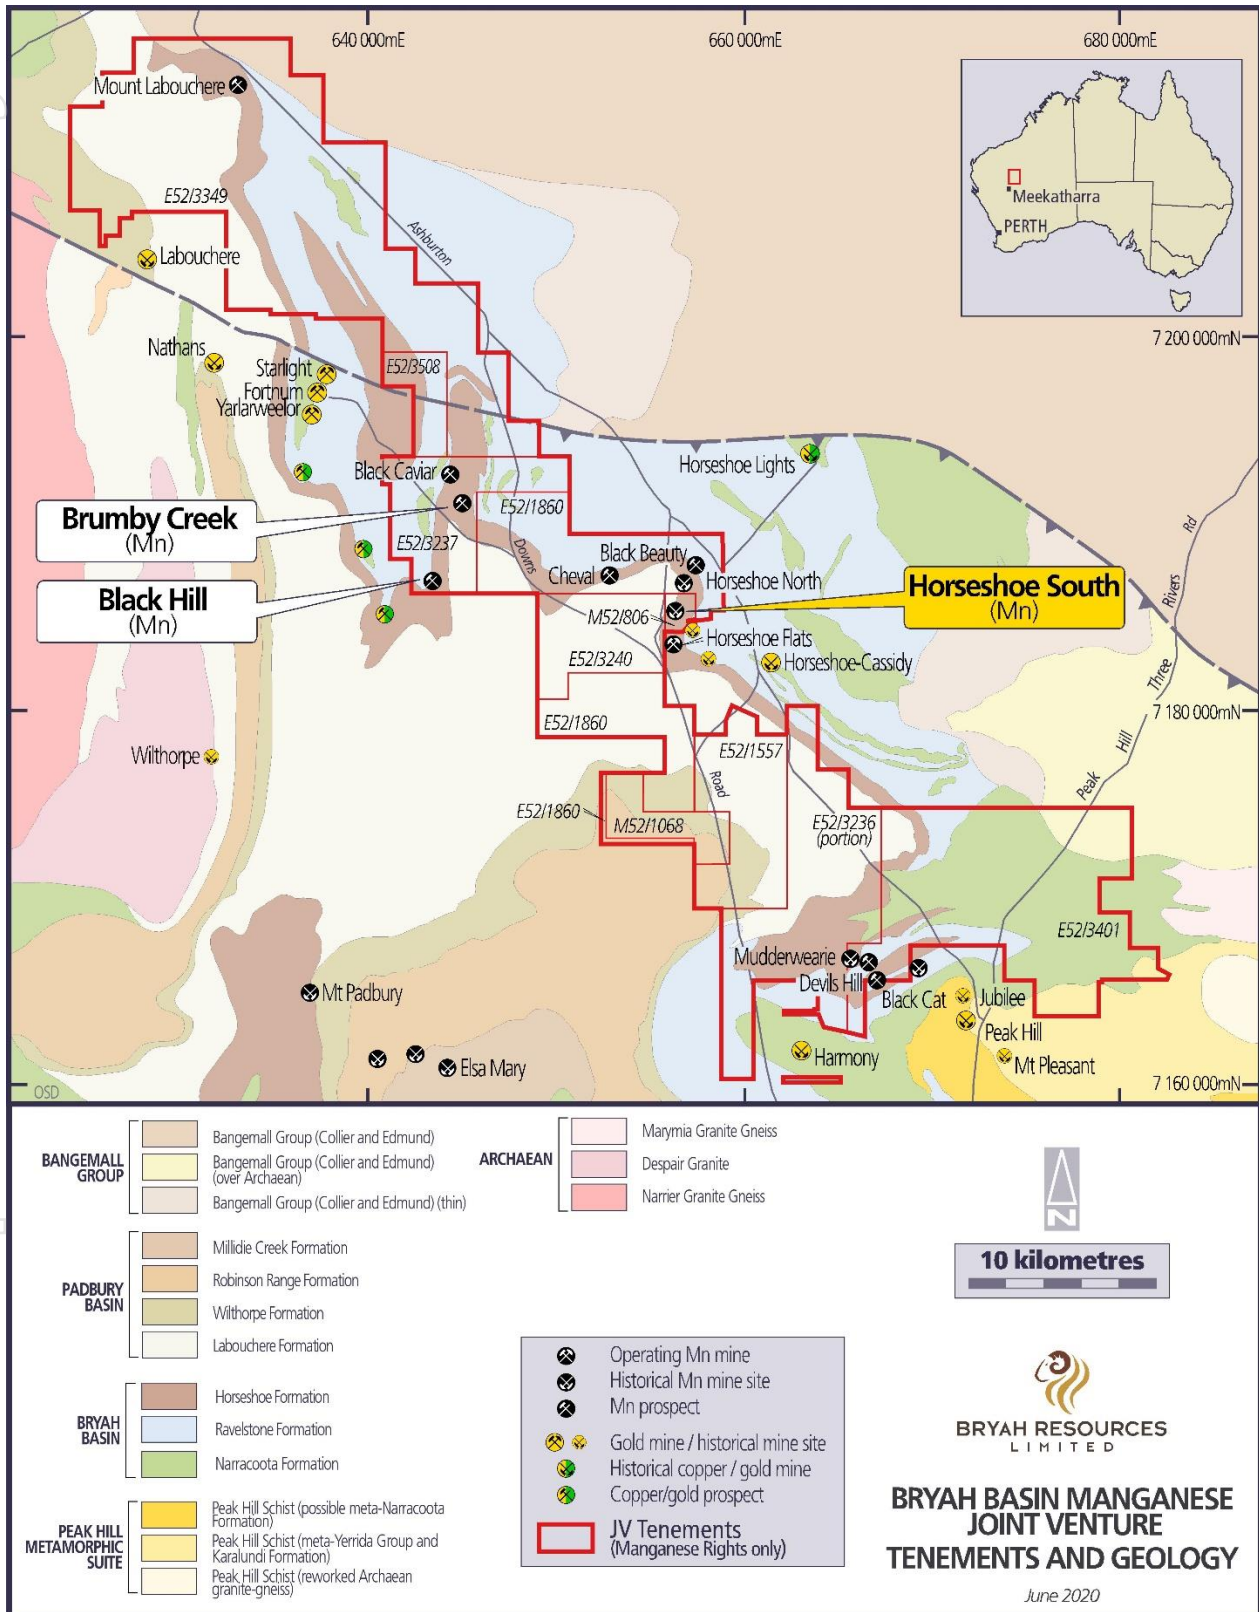 640 000mE
660 000mE
680 000mE
Mount Labouchere
E52/3349
Labouchere
Ashburton
Meekatharra
PERTH
7 200 000mN
Nathans
Starlight
Fortnum
Yarlarweelor
E52/3508
Horseshoe Lights
Black Caviar
E52/1860
Brumby Creek
(Mn)
E52/3237
Downs
Black Beauty
Cheval
Horseshoe North
Black Hill
(Mn)
Horseshoe South
(Mn)
M52/806
Horseshoe Flats
E52/3240
Horseshoe-Cassidy
Rd
Rivers
Three
Hill
Peak
E52/1860
7 180 000mN
E52/1557
Wilthorpe
Road
E52/1860
M52/1068
E52/3236
(portion)
E52/3401
Mudderwearie
Devils Hill
Black Cat
Jubilee
Mt Padbury
Peak Hill
Harmony
Mt Pleasant
Elsa Mary
OSD
7 160 000mN
BANGEMALL
GROUP
Bangemall Group (Collier and Edmund)
Bangemall Group (Collier and Edmund)
(over Archaean)
Bangemall Group (Collier and Edmund) (thin)
PADBURY
BASIN
Millidie Creek Formation
Robinson Range Formation
Wilthorpe Formation
Labouchere Formation
BRYAH
BASIN
Horseshoe Formation
Ravelstone Formation
Narracoota Formation
PEAK HILL
METAMORPHIC
SUITE
Peak Hill Schist (possible meta-Narracoota
Formation)
Peak Hill Schist (meta-Yerrida Group and
Karalundi Formation)
Peak Hill Schist (reworked Archaean
granite-gneiss)
ARCHAEAN
Marymia Granite Gneiss
Despair Granite
Narrier Granite Gneiss
Operating Mn mine
Historical Mn mine site
Mn prospect
Gold mine / historical mine site
Historical copper / gold mine
Copper/gold prospect
JV Tenements
(Manganese Rights only)
N
10 kilometres
BRYAH RESOURCES
LIMITED
BRYAH BASIN MANGANESE
JOINT VENTURE
TENEMENTS AND GEOLOGY
June 2020